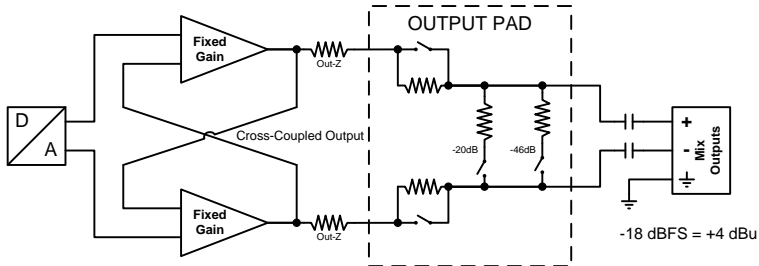 OUTPUT PAD
Fixed
Gain
Out-Z
D
A
Cross-Coupled Output
-20dB
-46dB
+
-
Mix
Outputs
Fixed
Gain
Out-Z
-18 dBFS = +4 dBu